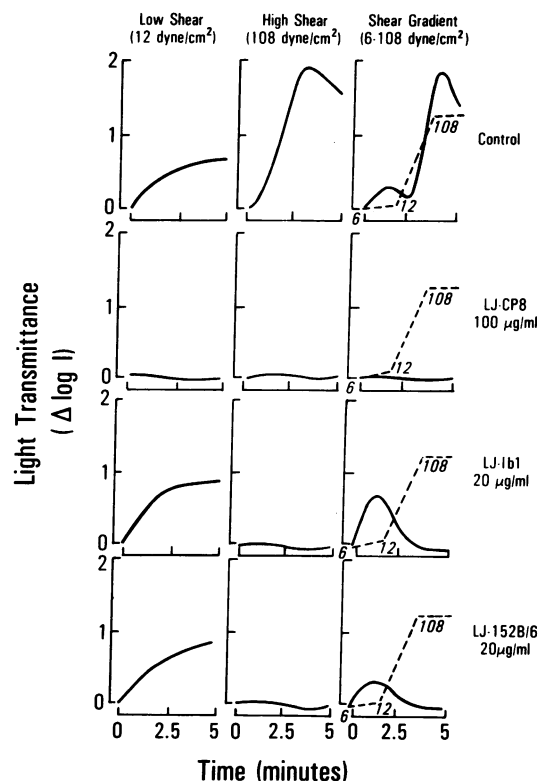 Low Shear
(12 dyne/cm²)
High Shear
(108 dyne/cm²)
Shear Gradient
(6-108 dyne/cm²)
Light Transmittance
(Δ log I)
2
1
0
6
12
108
Control
2
1
0
6
12
108
LJ-CP8
100 µg/ml
2
1
0
6
12
108
LJ-Ib1
20 µg/ml
2
1
0
6
12
108
LJ-152B/6
20µg/ml
0 2.5 5
0 2.5 5
0 2.5 5
Time (minutes)